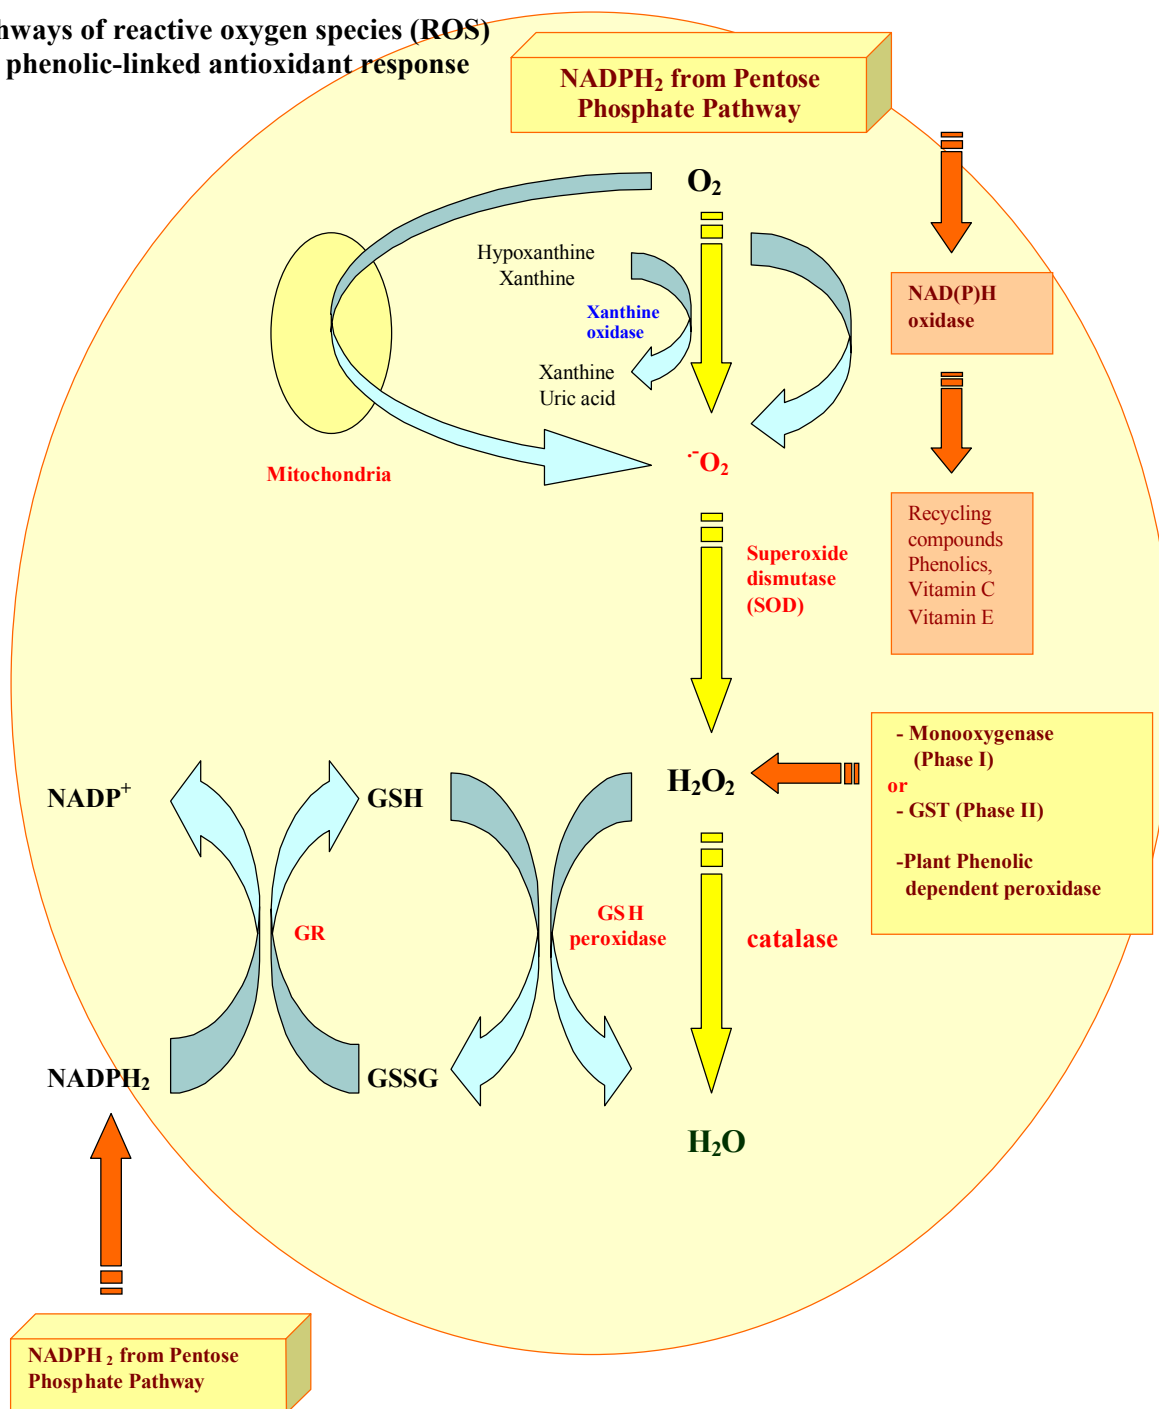 ways of reactive oxygen species (ROS)
phenolic-linked antioxidant response
NADPH₂ from Pentose
Phosphate Pathway
O₂
Hypoxanthine
Xanthine
Xanthine
oxidase
Xanthine
Uric acid
NAD(P)H
oxidase
Mitochondria
·⁻O₂
Recycling
compounds
Phenolics,
Vitamin C
Vitamin E
Superoxide
dismutase
(SOD)
- Monooxygenase
(Phase I)
or
- GST (Phase II)
-Plant Phenolic
dependent peroxidase
NADP⁺
GSH
H₂O₂
GR
GSH
peroxidase
catalase
NADPH₂
GSSG
H₂O
NADPH ₂ from Pentose
Phosphate Pathway